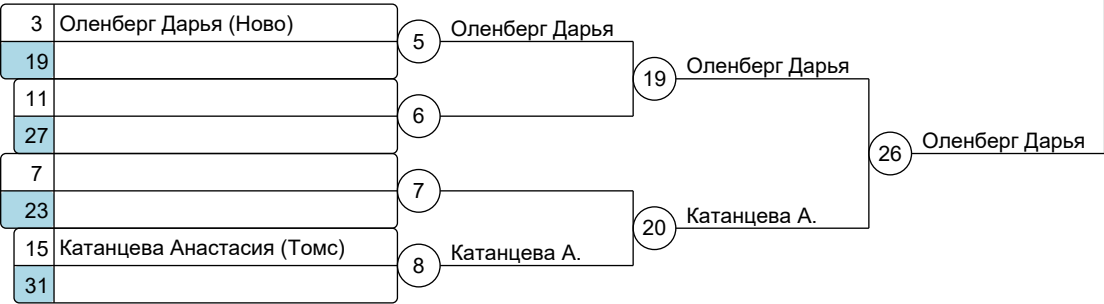 3 Оленберг Дарья (Ново)
19
11
27
7
23
15 Катанцева Анастасия (Томс)
31
5 Оленберг Дарья
6
7
8 Катанцева А.
19 Оленберг Дарья
20 Катанцева А.
26 Оленберг Дарья